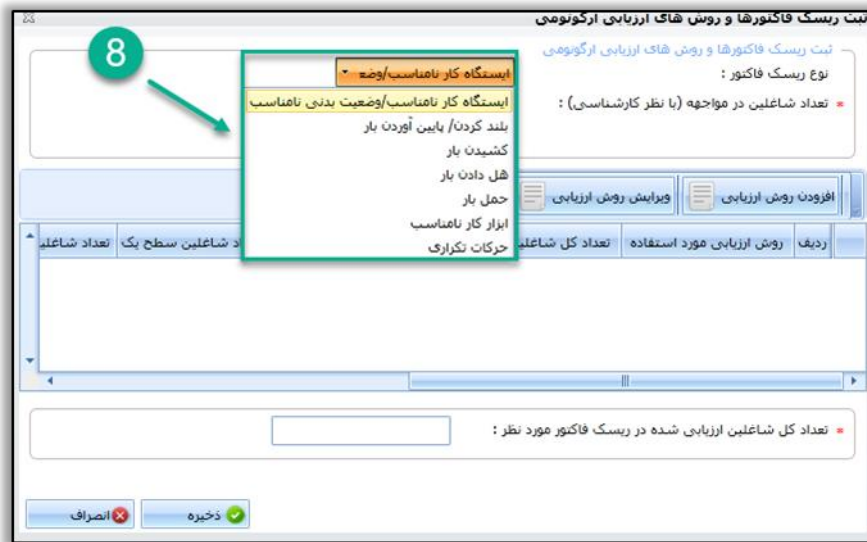 ثبت ریسک فاکتورها و روش های ارزیابی ارگونومی
ثبت ریسک فاکتورها و روش های ارزیابی ارگونومی
8
نوع ریسک فاکتور :
ایستگاه کار نامناسب/وضع
* تعداد شاغلین در مواجهه (با نظر کارشناسی) :
ایستگاه کار نامناسب/وضعیت بدنی نامناسب
بلند کردن/ پایین آوردن بار
کشیدن بار
هل دادن بار
حمل بار
ابزار کار نامناسب
حرکات تکراری
افزودن روش ارزیابی
ویرایش روش ارزیابی
ردیف
روش ارزیابی مورد استفاده
تعداد کل شاغلی
د شاغلین سطح یک
تعداد شاغلی
* تعداد کل شاغلین ارزیابی شده در ریسک فاکتور مورد نظر :
ذخیره
انصراف